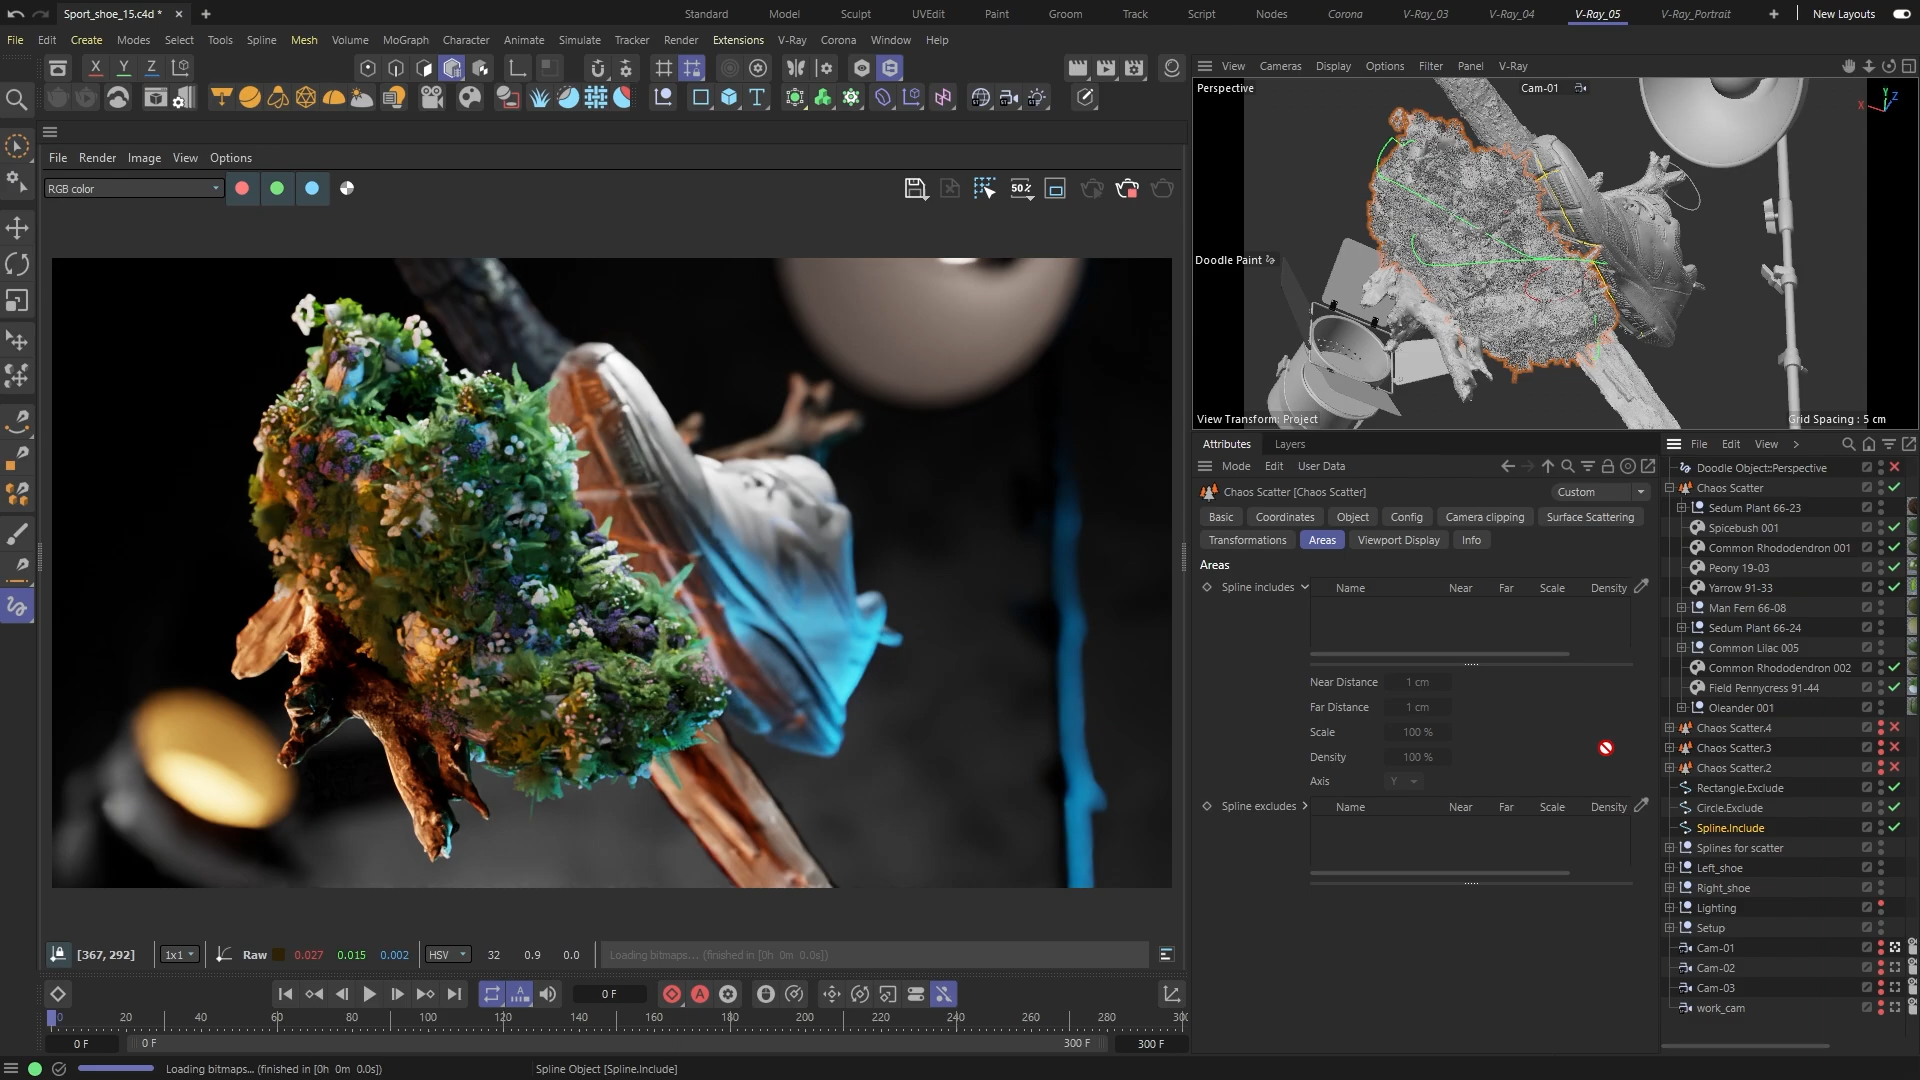 Sport_shoe_15.c4d *
Standard Model Sculpt UVEdit Paint Groom Track Script Nodes Corona V-Ray_03 V-Ray_04 V-Ray_05 V-Ray_Portrait New Layouts
File Edit Create Modes Select Tools Spline Mesh Volume MoGraph Character Animate Simulate Tracker Render Extensions V-Ray Corona Window Help
X Y Z
View Cameras Display Options Filter Panel V-Ray
Perspective
Cam-01
Y
X
Z
Doodle Paint
View Transform: Project
Grid Spacing : 5 cm
File Render Image View Options
RGB color
50%
[367, 292] 1x1 Raw 0.027 0.015 0.002 HSV 32 0.9 0.0 Loading bitmaps... (finished in [0h 0m 0.0s])
0 F
0 20 40 60 80 100 120 140 160 180 200 220 240 260 280 30
0 F 0 F 300 F 300 F
Loading bitmaps... (finished in [0h 0m 0.0s])
Spline Object [Spline.Include]
Attributes Layers
Mode Edit User Data
Chaos Scatter [Chaos Scatter]
Custom
Basic Coordinates Object Config Camera clipping Surface Scattering
Transformations Areas Viewport Display Info
Areas
Spline includes Name Near Far Scale Density
Near Distance 1 cm
Far Distance 1 cm
Scale 100 %
Density 100 %
Axis Y
Spline excludes Name Near Far Scale Density
File Edit View
Doodle Object::Perspective
Chaos Scatter
Sedum Plant 66-23
Spicebush 001
Common Rhododendron 001
Peony 19-03
Yarrow 91-33
Man Fern 66-08
Sedum Plant 66-24
Common Lilac 005
Common Rhododendron 002
Field Pennycress 91-44
Oleander 001
Chaos Scatter.4
Chaos Scatter.3
Chaos Scatter.2
Rectangle.Exclude
Circle.Exclude
Spline.Include
Splines for scatter
Left_shoe
Right_shoe
Lighting
Setup
Cam-01
Cam-02
Cam-03
work_cam